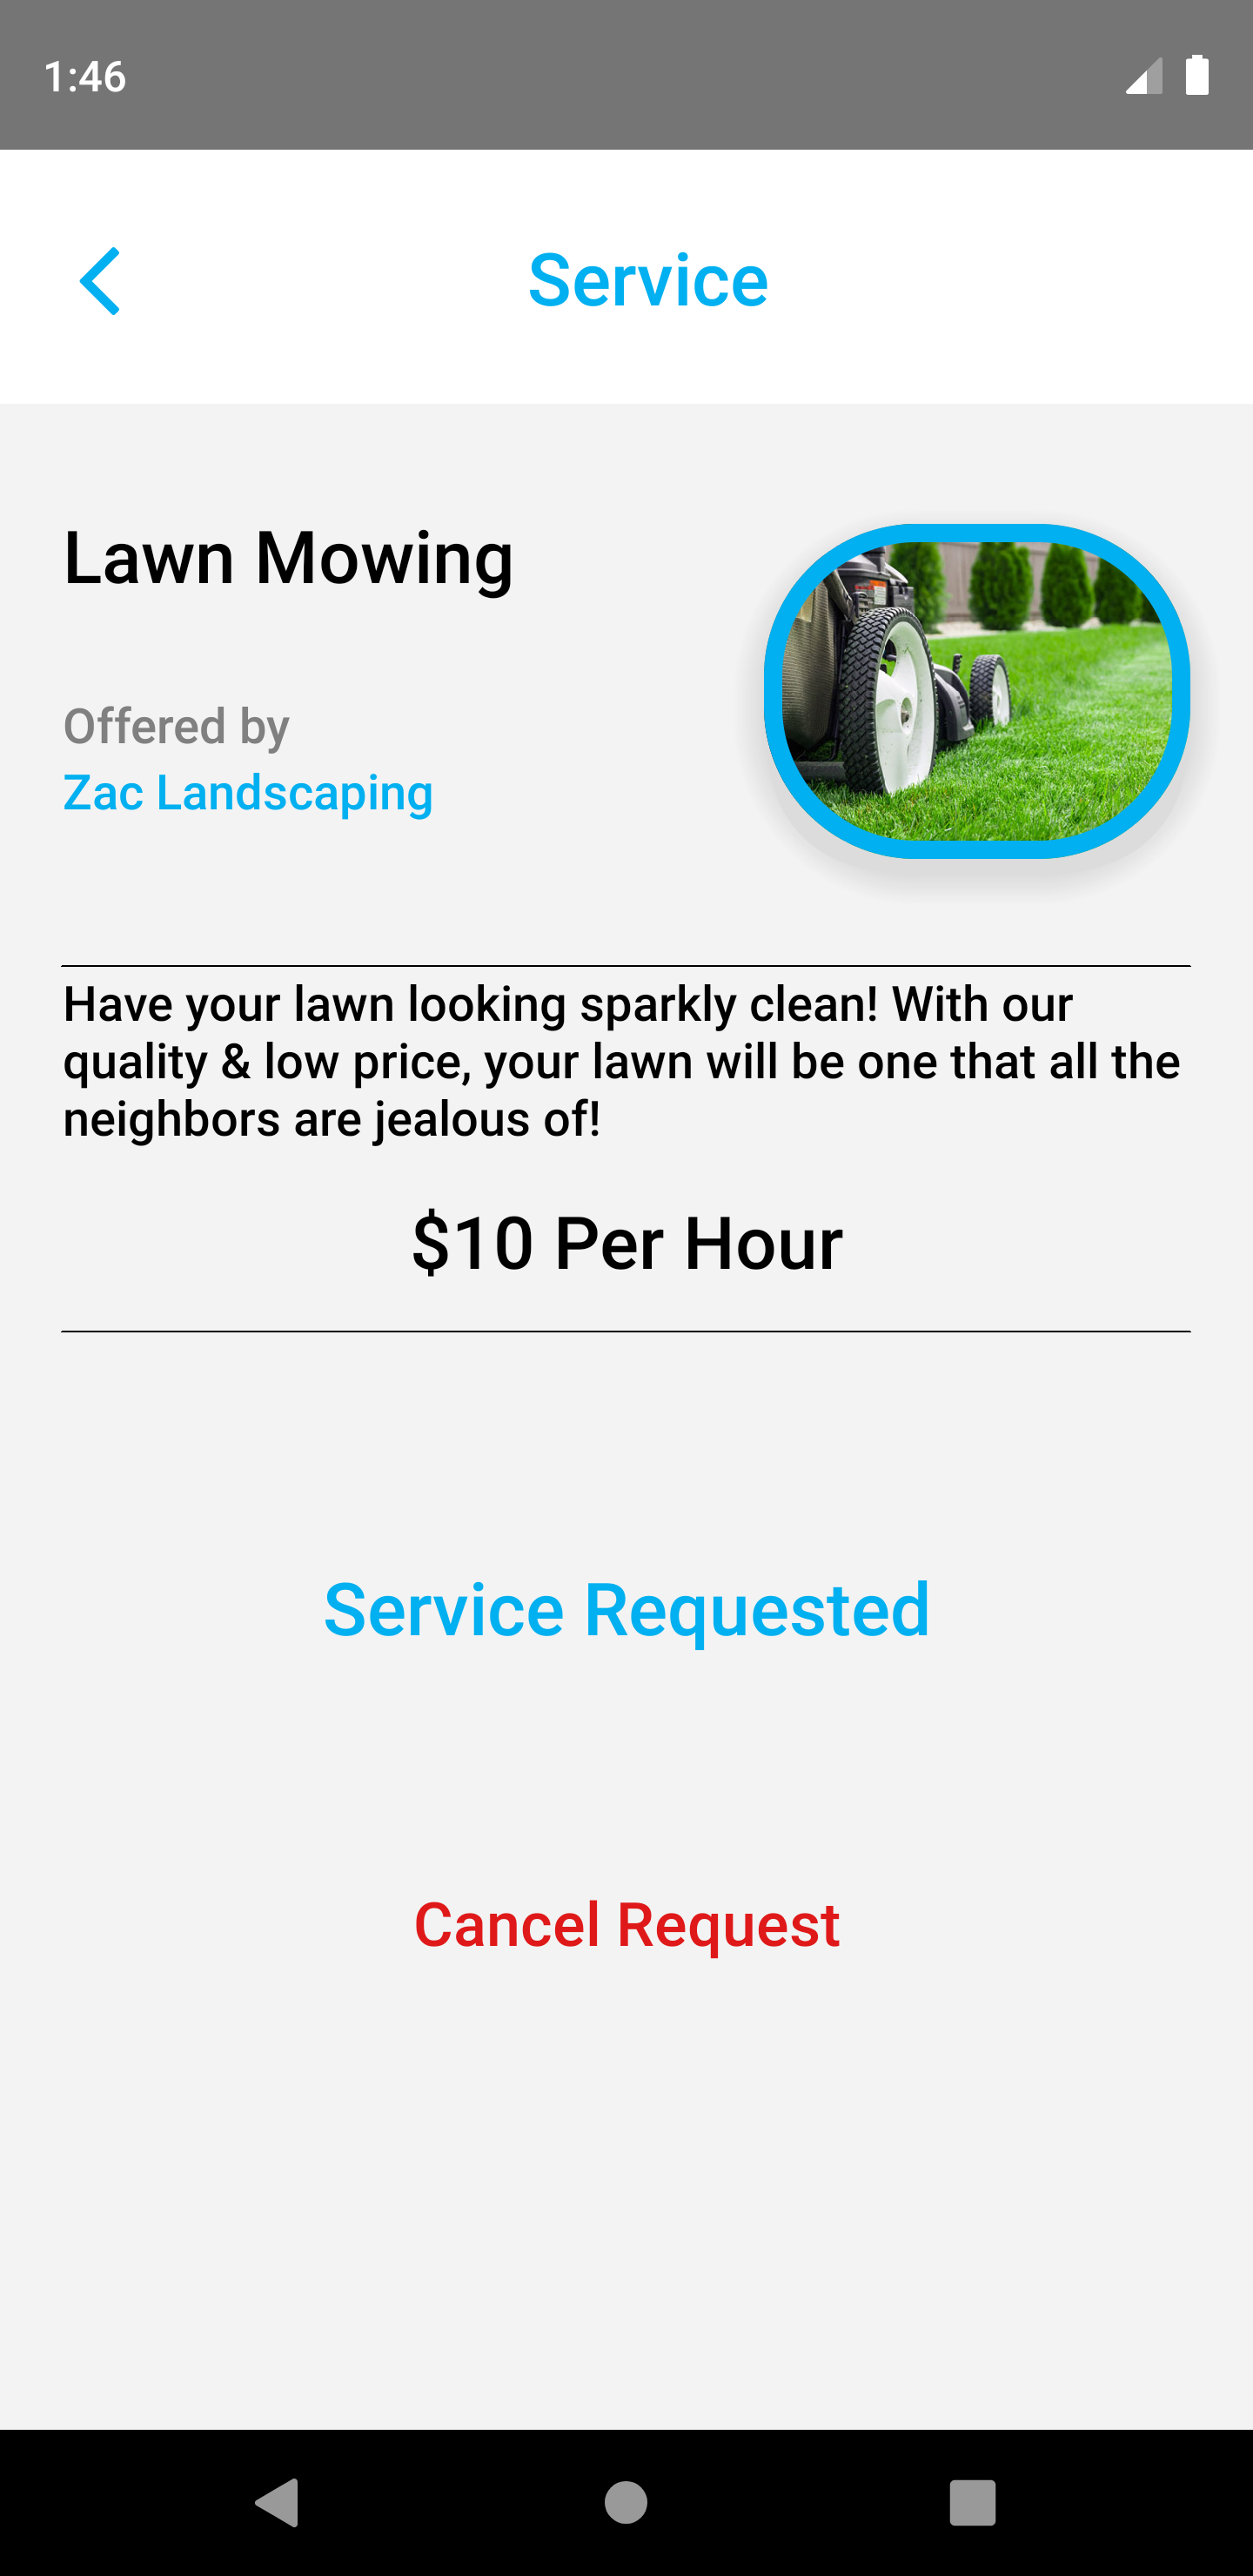 1:46
Service
Lawn Mowing
Offered by
Zac Landscaping
Have your lawn looking sparkly clean! With our
quality & low price, your lawn will be one that all the
neighbors are jealous of!
$10 Per Hour
Service Requested
Cancel Request